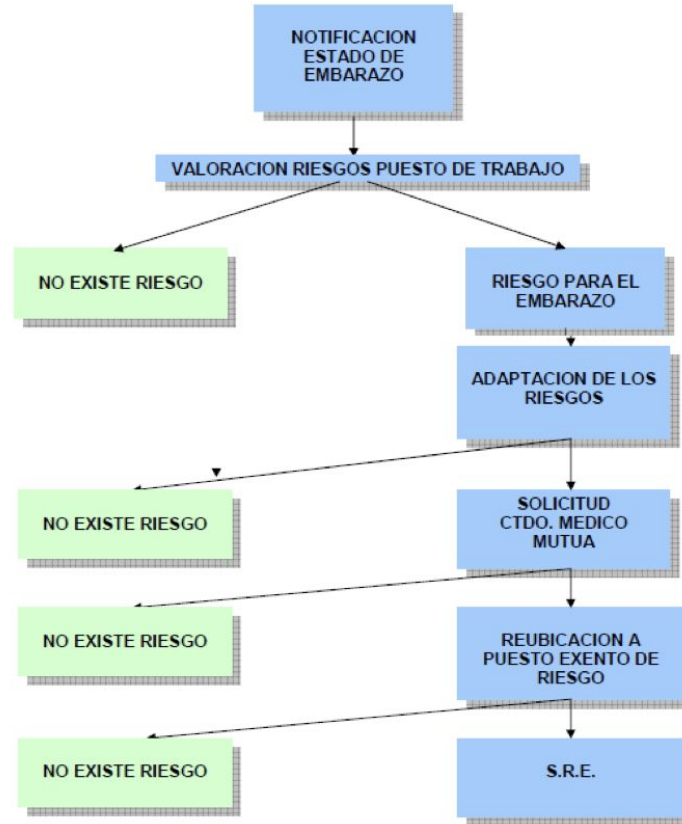 NOTIFICACION
ESTADO DE
EMBARAZO
VALORACION RIESGOS PUESTO DE TRABAJO
NO EXISTE RIESGO
RIESGO PARA EL
EMBARAZO
ADAPTACION DE LOS
RIESGOS
NO EXISTE RIESGO
SOLICITUD
CTDO. MEDICO
MUTUA
NO EXISTE RIESGO
REUBICACION A
PUESTO EXENTO DE
RIESGO
NO EXISTE RIESGO
S.R.E.